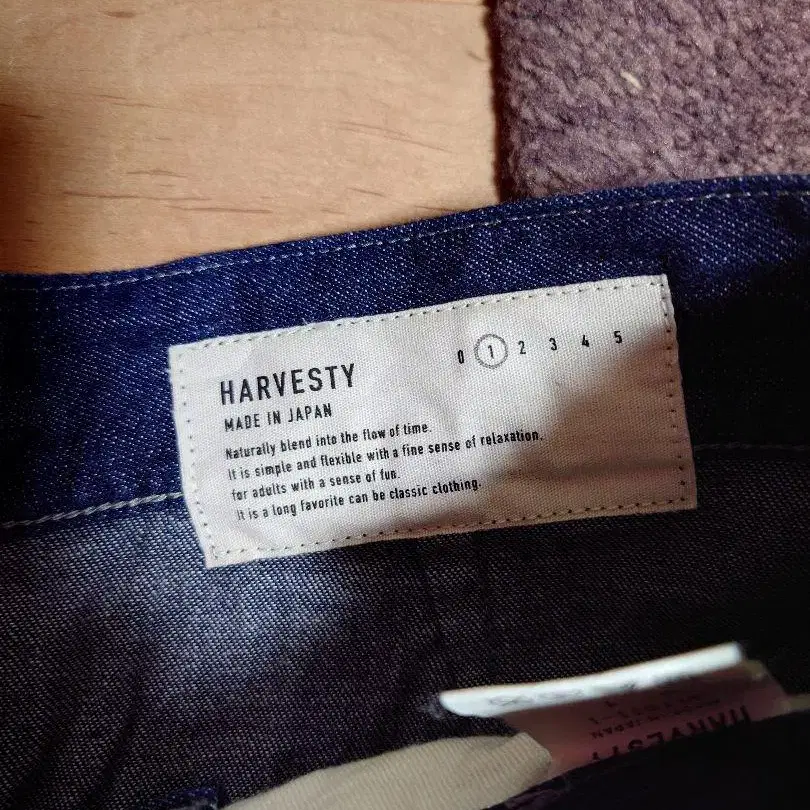 HARVESTY
0 1 2 3 4 5
MADE IN JAPAN
Naturally blend into the flow of time.
It is simple and flexible with a fine sense of relaxation.
for adults with a sense of fun.
It is a long favorite can be classic clothing.
HARVESTY